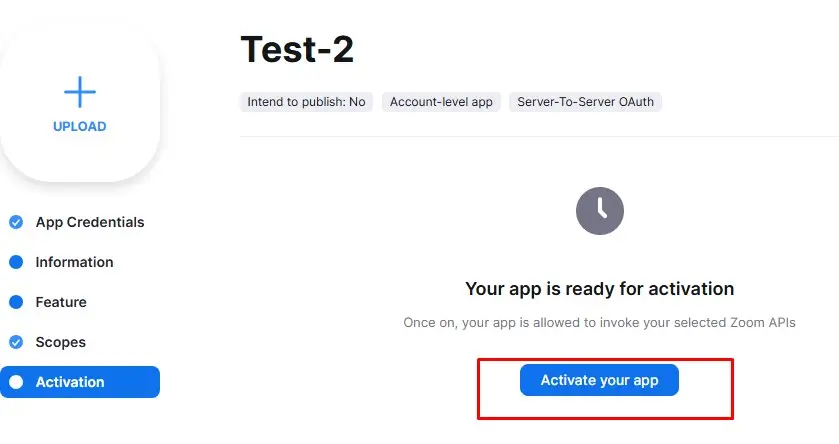 Test-2
Intend to publish: No Account-level app Server-To-Server OAuth
UPLOAD
App Credentials
Information
Feature
Scopes
Activation
Your app is ready for activation
Once on, your app is allowed to invoke your selected Zoom APIs
Activate your app